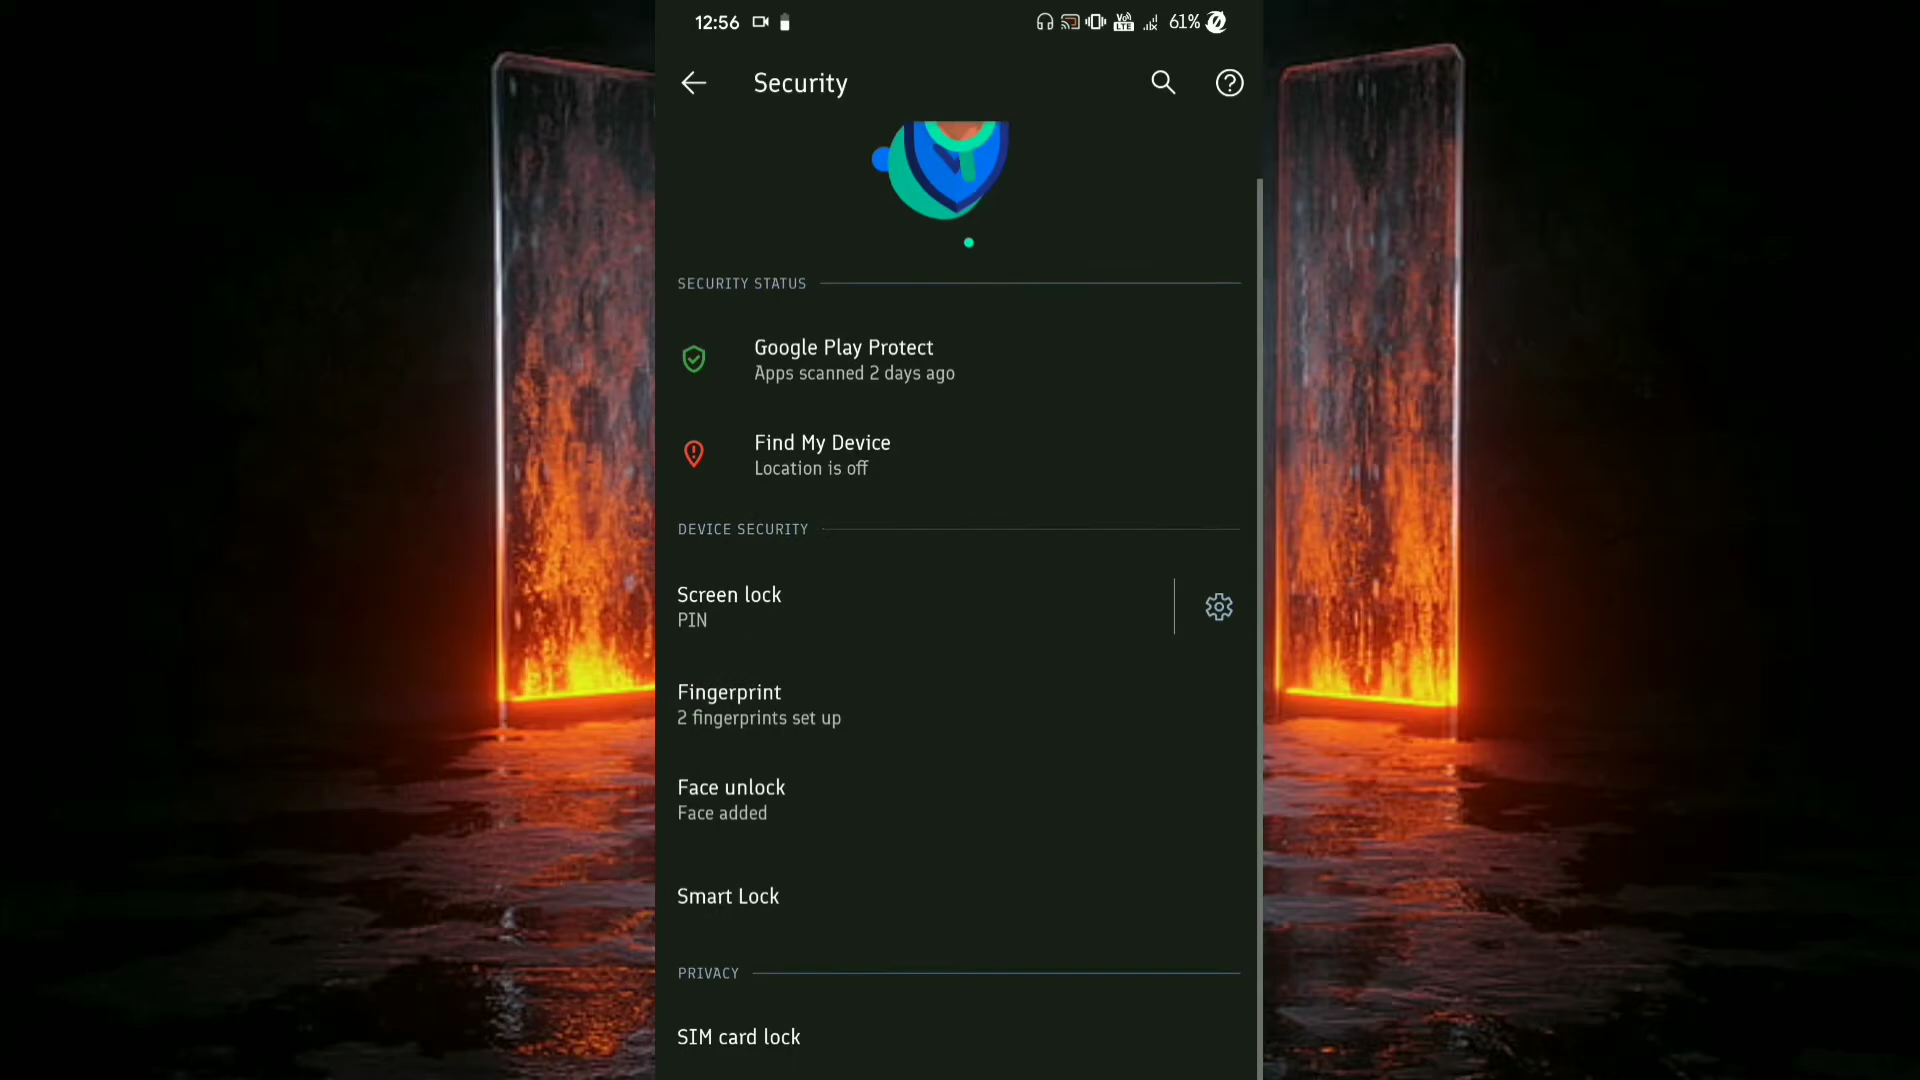 12:56
Vo)) LTE 61%
Security
SECURITY STATUS
Google Play Protect
Apps scanned 2 days ago
Find My Device
Location is off
DEVICE SECURITY
Screen lock
PIN
Fingerprint
2 fingerprints set up
Face unlock
Face added
Smart Lock
PRIVACY
SIM card lock